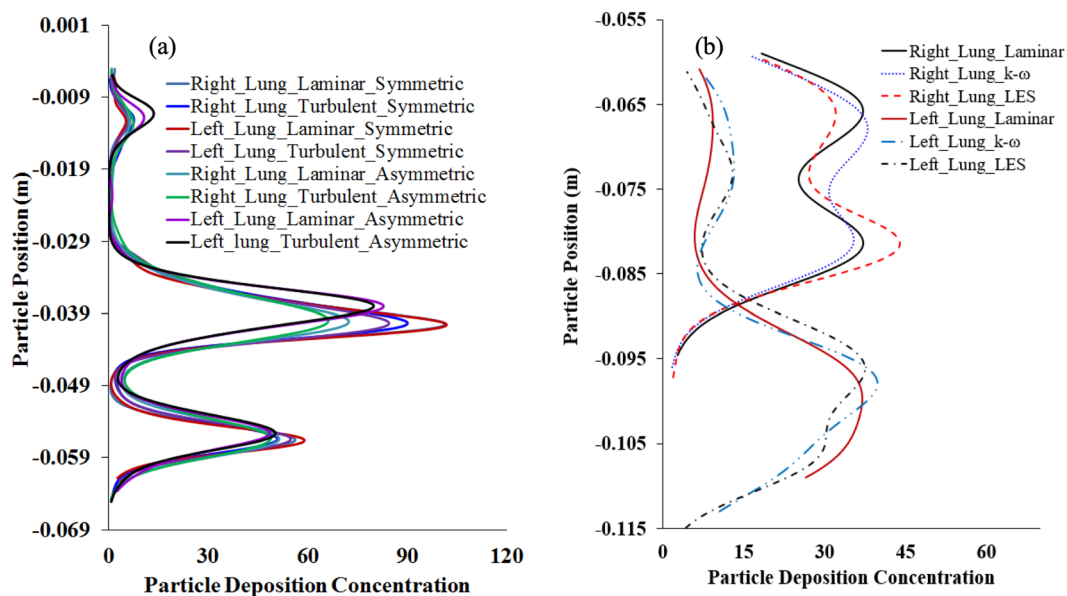 (a)
Particle Position (m)
0.001
-0.009
-0.019
-0.029
-0.039
-0.049
-0.059
-0.069
Right_Lung_Laminar_Symmetric
Right_Lung_Turbulent_Symmetric
Left_Lung_Laminar_Symmetric
Left_Lung_Turbulent_Symmetric
Right_Lung_Laminar_Asymmetric
Right_Lung_Turbulent_Asymmetric
Left_Lung_Laminar_Asymmetric
Left_lung_Turbulent_Asymmetric
0 30 60 90 120
Particle Deposition Concentration
(b)
Particle Posiiton (m)
-0.055
-0.065
-0.075
-0.085
-0.095
-0.105
-0.115
Right_Lung_Laminar
Right_Lung_k-ω
Right_Lung_LES
Left_Lung_Laminar
Left_Lung_k-ω
Left_Lung_LES
0 15 30 45 60
Particle Deposition Concentration